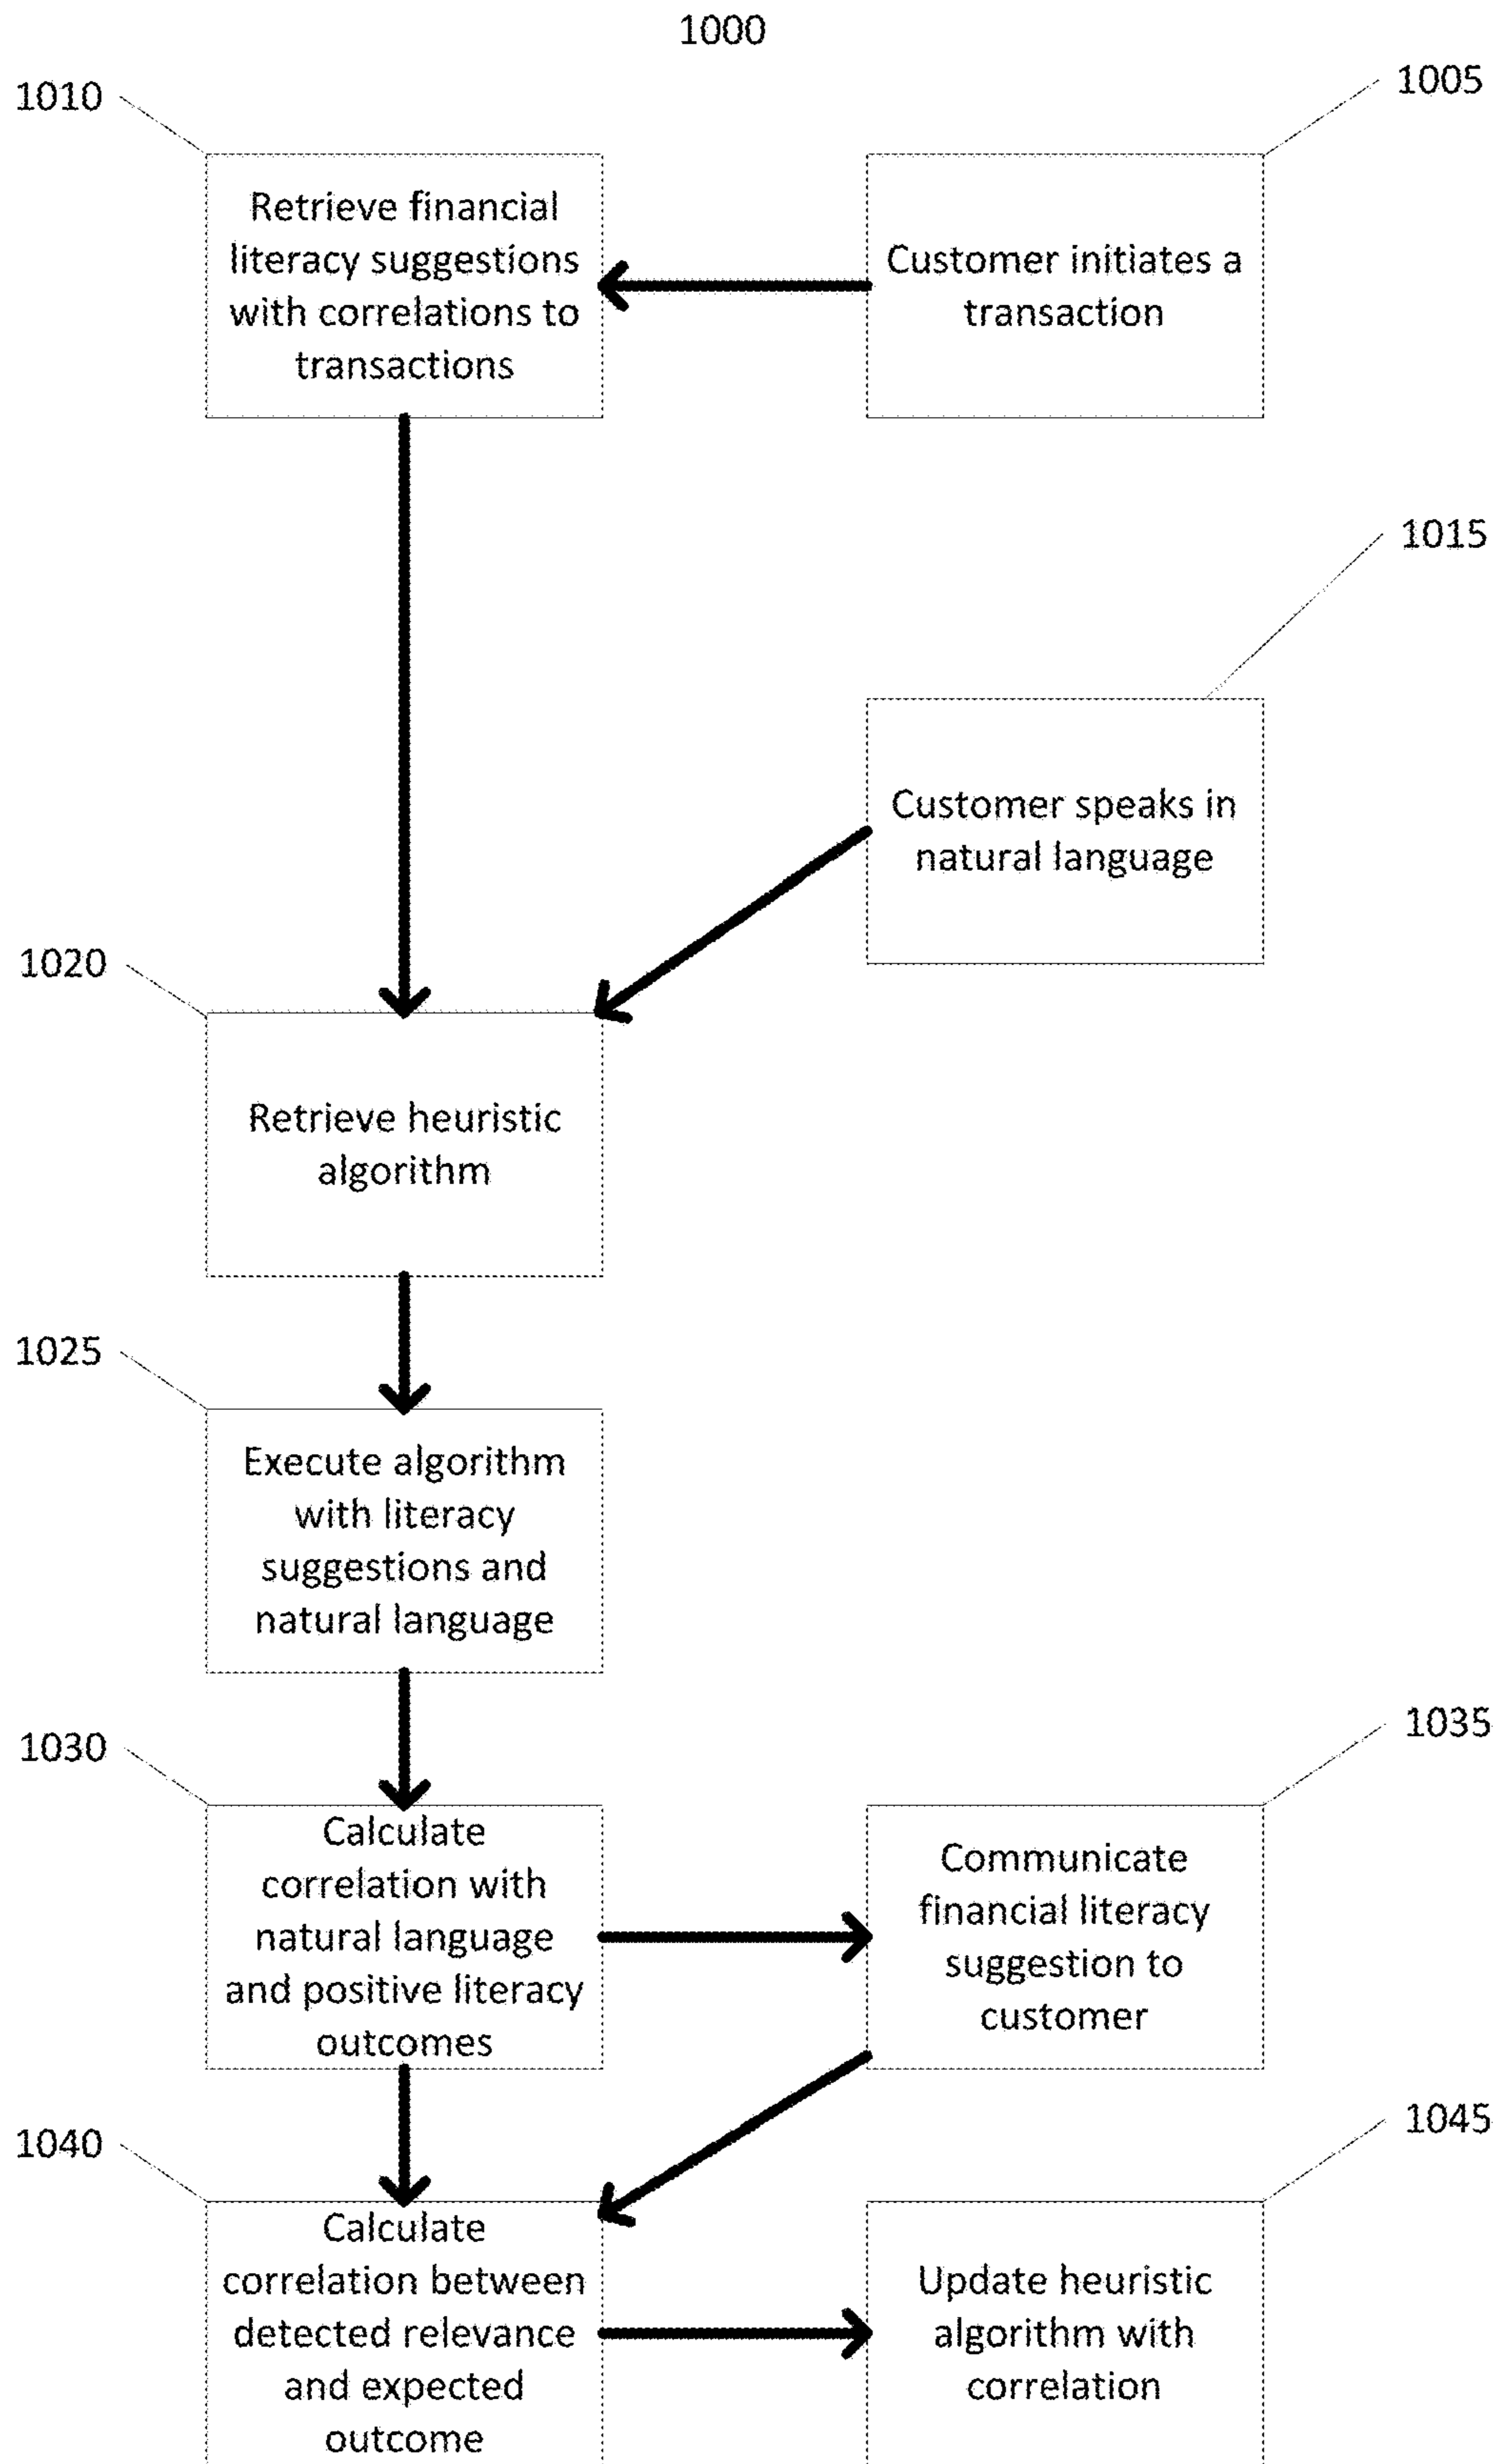 1000
1010
1005
Retrieve financial
literacy suggestions
with correlations to
transactions
Customer initiates a
transaction
1015
Customer speaks in
natural language
1020
Retrieve heuristic
algorithm
1025
Execute algorithm
with literacy
suggestions and
natural language
1030
1035
Calculate
correlation with
natural language
and positive literacy
outcomes
Communicate
financial literacy
suggestion to
customer
1040
1045
Calculate
correlation between
detected relevance
and expected
outcome
Update heuristic
algorithm with
correlation